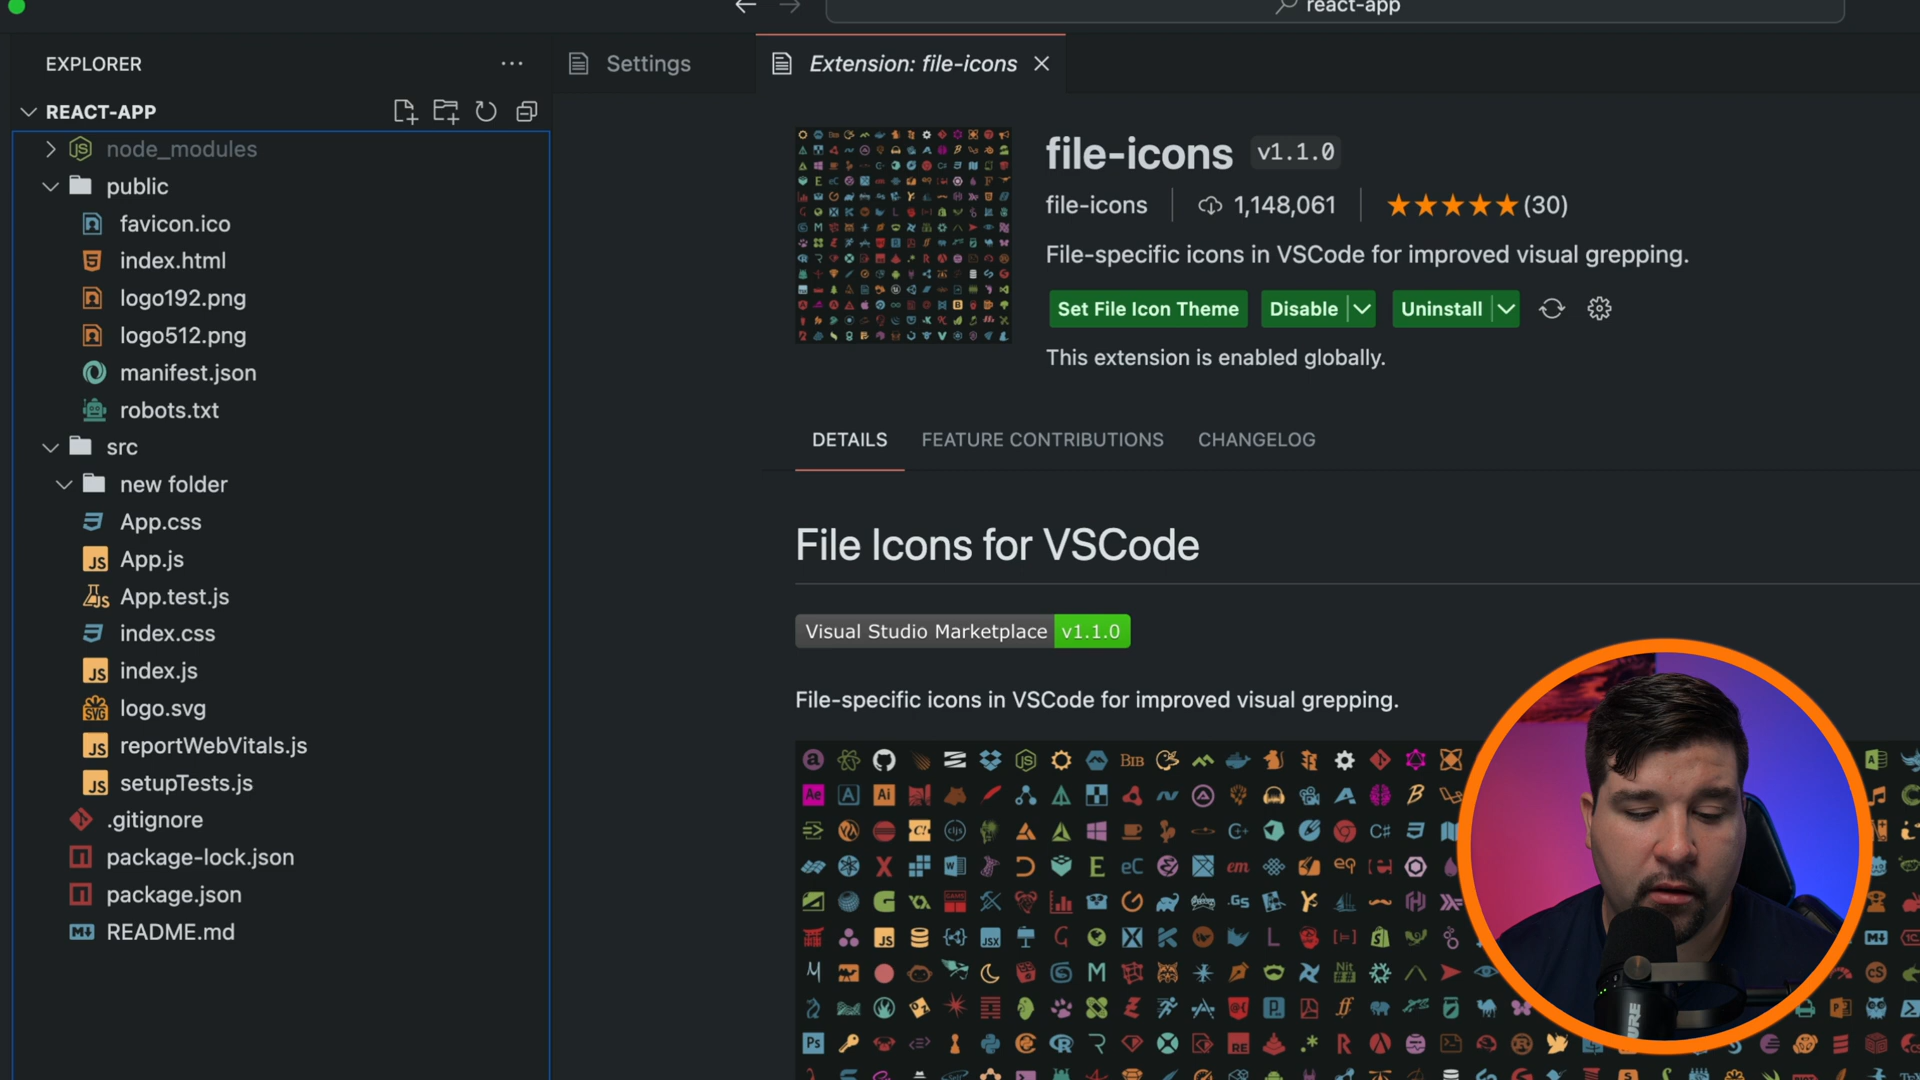 react-app
EXPLORER
Settings
Extension: file-icons
REACT-APP
node_modules
public
favicon.ico
index.html
logo192.png
logo512.png
manifest.json
robots.txt
src
new folder
App.css
App.js
App.test.js
index.css
index.js
logo.svg
reportWebVitals.js
setupTests.js
.gitignore
package-lock.json
package.json
README.md
file-icons v1.1.0
file-icons 1,148,061 (30)
File-specific icons in VSCode for improved visual grepping.
Set File Icon Theme Disable Uninstall
This extension is enabled globally.
DETAILS FEATURE CONTRIBUTIONS CHANGELOG
File Icons for VSCode
Visual Studio Marketplace v1.1.0
File-specific icons in VSCode for improved visual grepping.